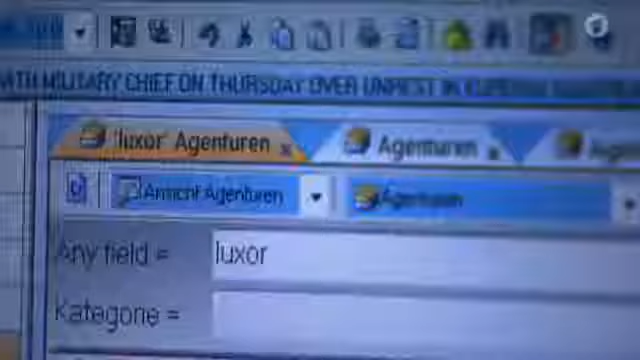 WITH MILITARY CHIEF ON THURSDAY OVER UNREST IN
'luxor' Agenturen x Agenturen
Ansicht Agenturen Agenturen
Any field = luxor
Kategorie =